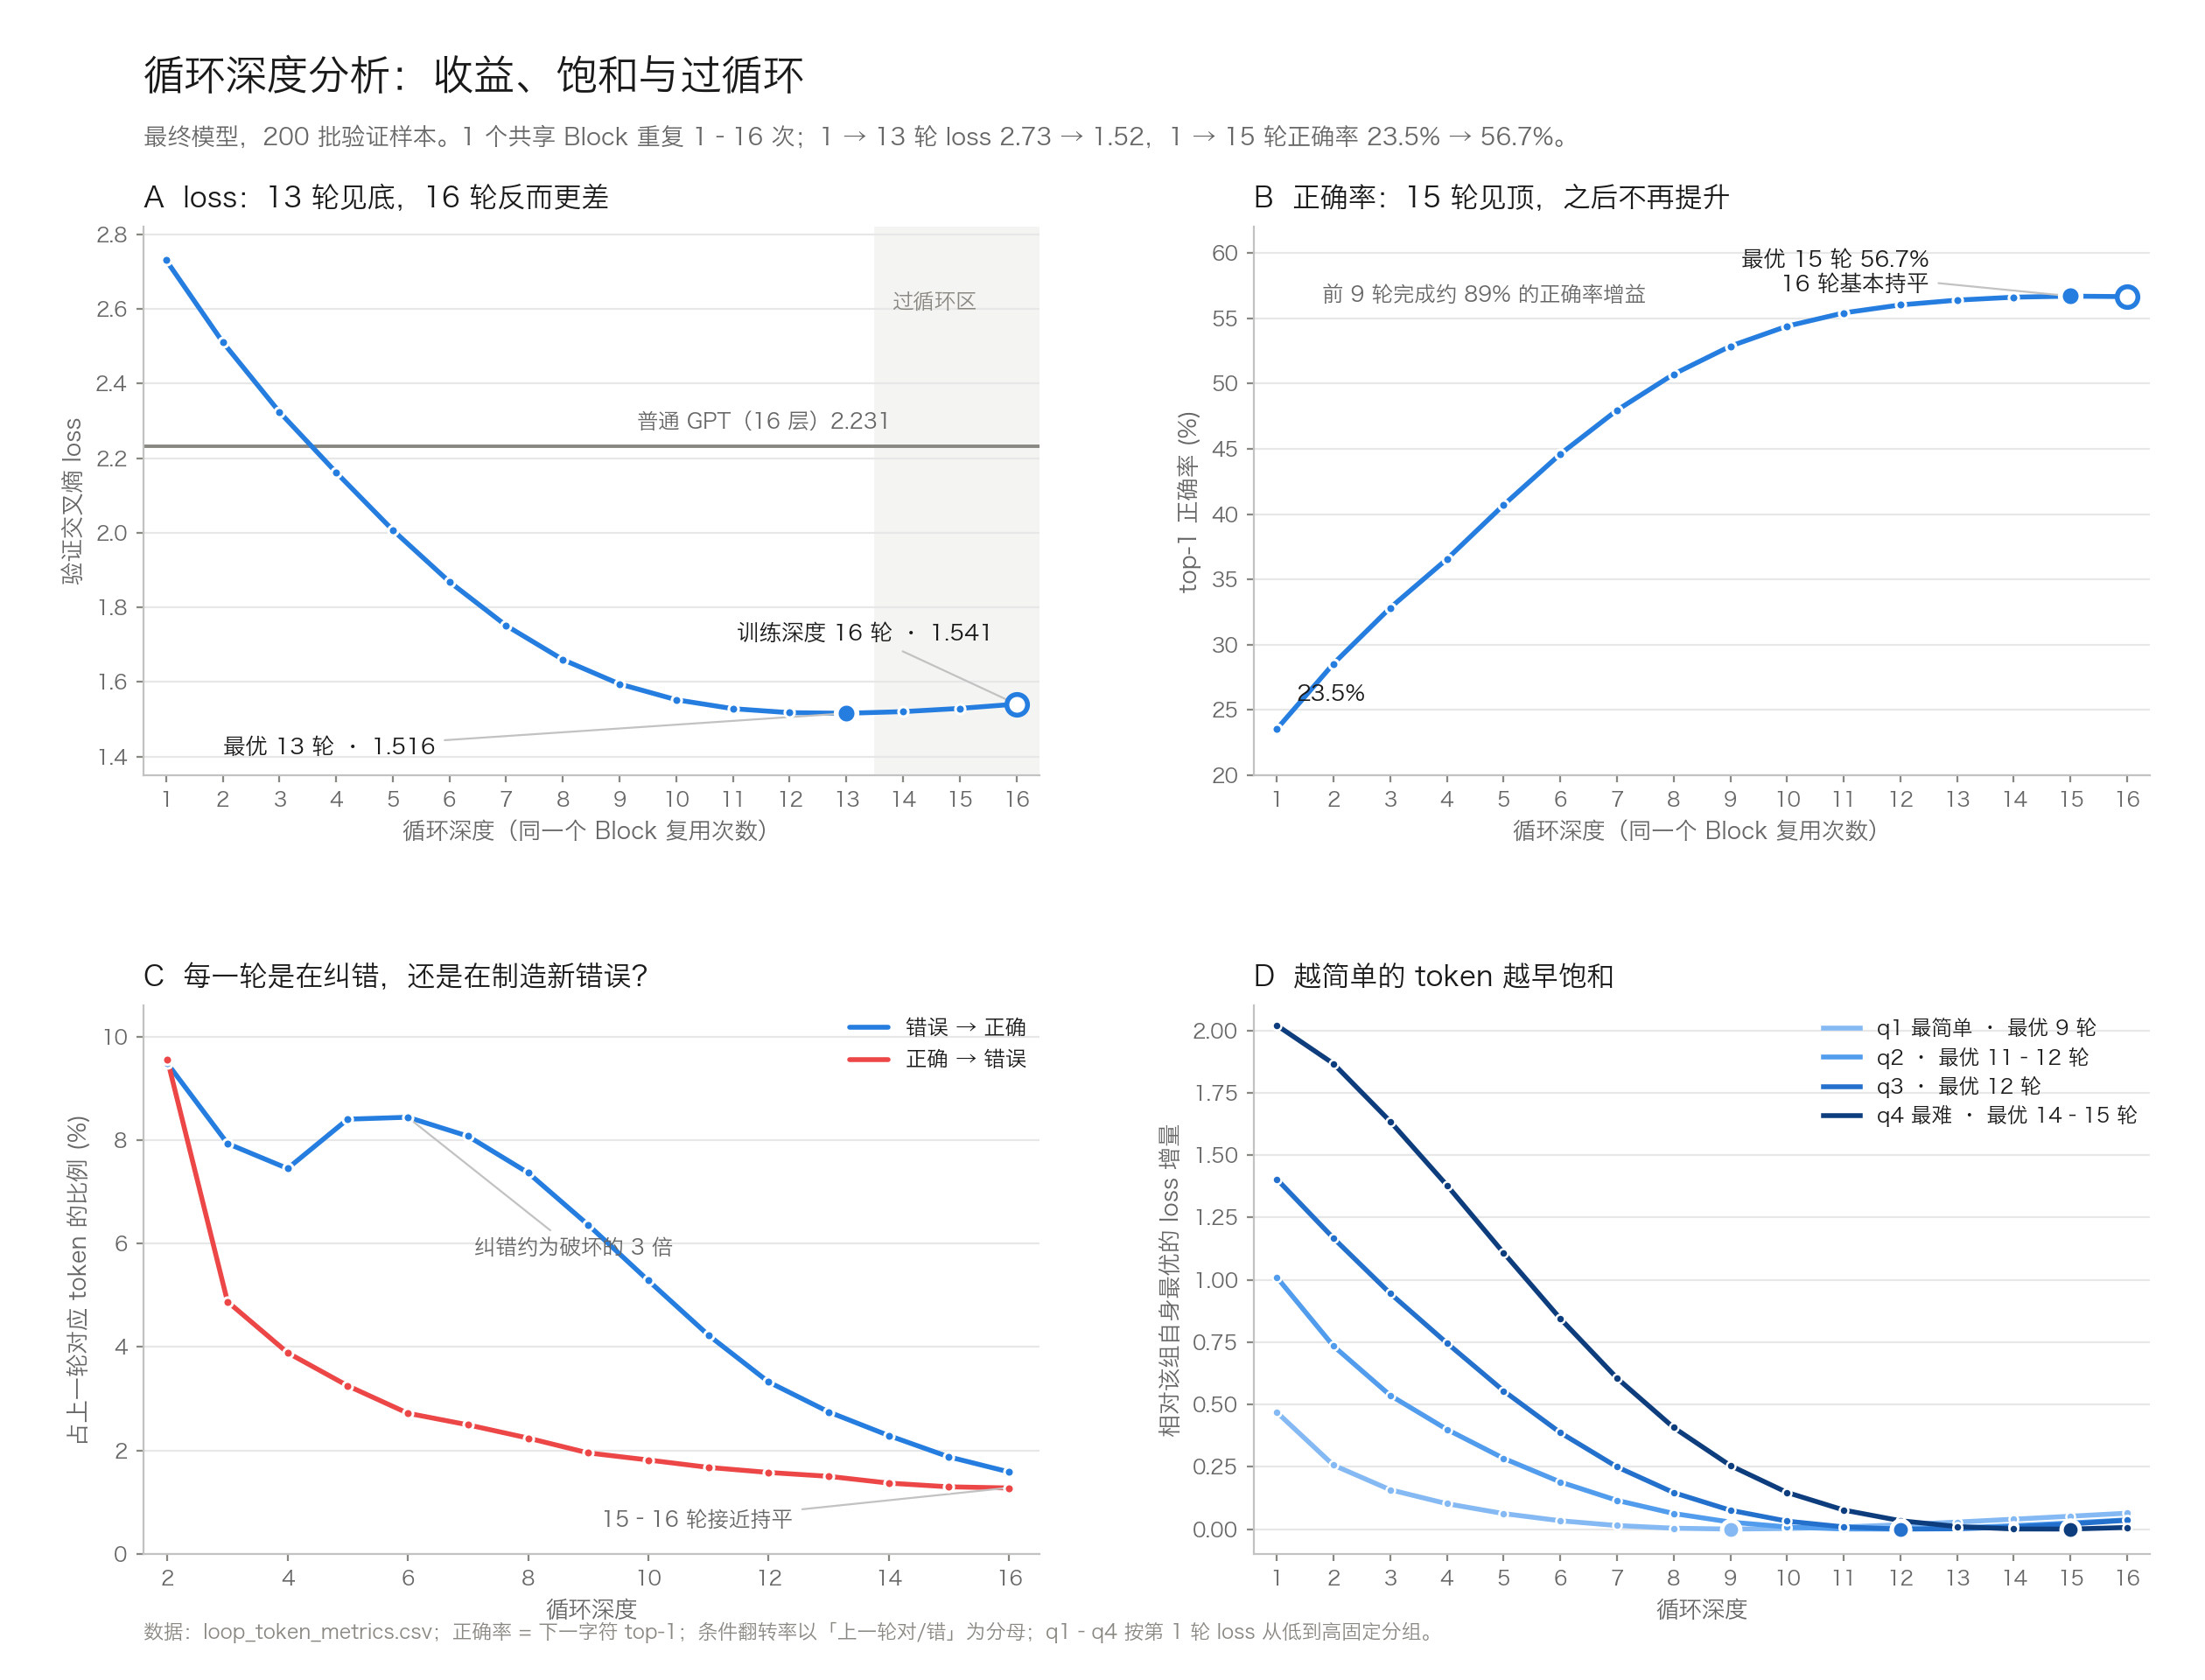 循环深度分析：收益、饱和与过循环
最终模型，200 批验证样本。1 个共享 Block 重复 1 - 16 次；1 → 13 轮 loss 2.73 → 1.52，1 → 15 轮正确率 23.5% → 56.7%。
A loss：13 轮见底，16 轮反而更差
2.8
2.6
2.4
2.2
2.0
1.8
1.6
1.4
验证交叉熵 loss
过循环区
普通 GPT（16 层）2.231
训练深度 16 轮 · 1.541
最优 13 轮 · 1.516
1 2 3 4 5 6 7 8 9 10 11 12 13 14 15 16
循环深度（同一个 Block 复用次数）
B 正确率：15 轮见顶，之后不再提升
60
55
50
45
40
35
30
25
20
top-1 正确率 (%)
最优 15 轮 56.7%
16 轮基本持平
前 9 轮完成约 89% 的正确率增益
23.5%
1 2 3 4 5 6 7 8 9 10 11 12 13 14 15 16
循环深度（同一个 Block 复用次数）
C 每一轮是在纠错，还是在制造新错误？
10
8
6
4
2
0
占上一轮对应 token 的比例 (%)
错误 → 正确
正确 → 错误
纠错约为破坏的 3 倍
15 - 16 轮接近持平
2 4 6 8 10 12 14 16
循环深度
D 越简单的 token 越早饱和
2.00
1.75
1.50
1.25
1.00
0.75
0.50
0.25
0.00
相对该组自身最优的 loss 增量
q1 最简单 · 最优 9 轮
q2 · 最优 11 - 12 轮
q3 · 最优 12 轮
q4 最难 · 最优 14 - 15 轮
1 2 3 4 5 6 7 8 9 10 11 12 13 14 15 16
循环深度
数据：loop_token_metrics.csv；正确率 = 下一字符 top-1；条件翻转率以「上一轮对/错」为分母；q1 - q4 按第 1 轮 loss 从低到高固定分组。